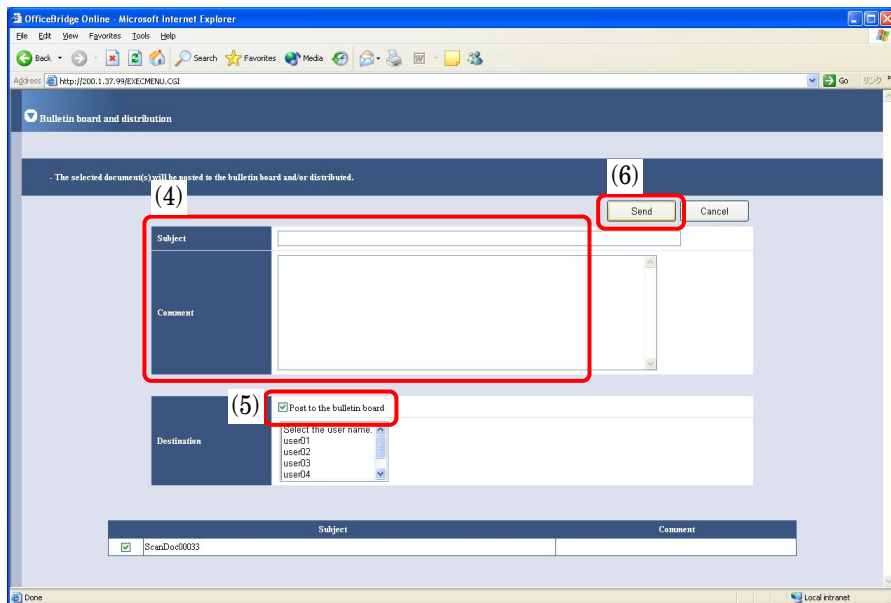 OfficeBridge Online - Microsoft Internet Explorer
File Edit View Favorites Tools Help
Back Search Favorites Media
Address http://200.1.37.99/EXECMENU.CGI Go リンク
Bulletin board and distribution
- The selected document(s) will be posted to the bulletin board and/or distributed.
(4)
(6)
Send Cancel
Subject
Comment
(5)
Post to the bulletin board
Destination
Select the user name.
user01
user02
user03
user04
Subject Comment
ScanDoc00033
Done Local intranet